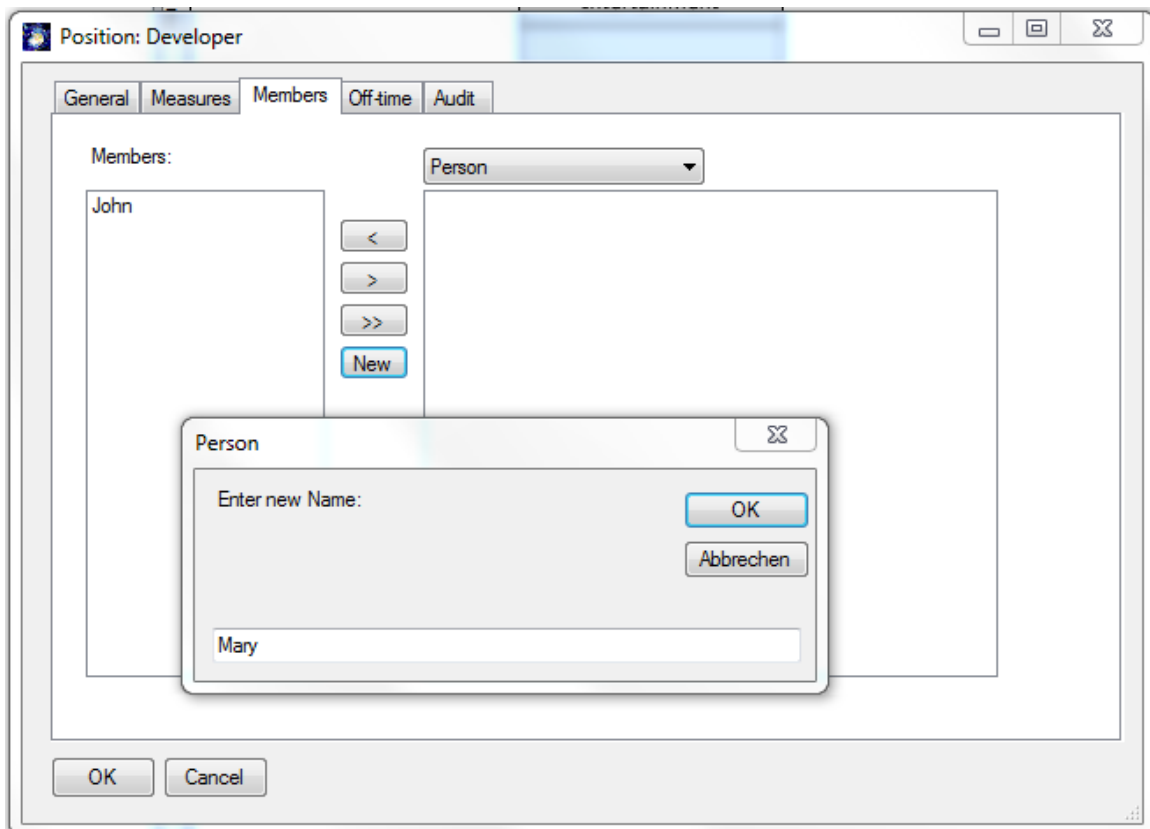 entertainment
Position: Developer
General Measures Members Off-time Audit
Members:
Person
John
<
>
>>
New
Person
Enter new Name:
OK
Abbrechen
Mary
OK Cancel